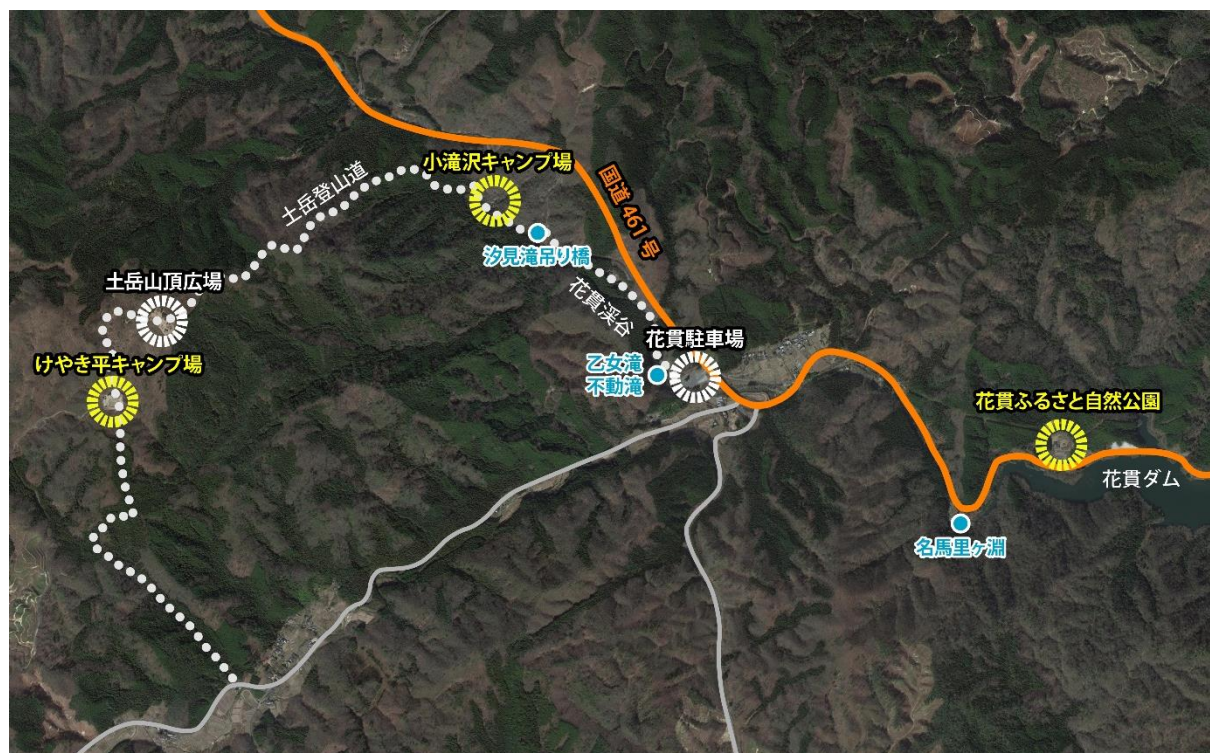 小滝沢キャンプ場
土岳登山道
国道 461 号
汐見滝吊り橋
土岳山頂広場
花貫渓谷
花貫駐車場
けやき平キャンプ場
乙女滝
不動滝
花貫ふるさと自然公園
花貫ダム
名馬里ヶ淵